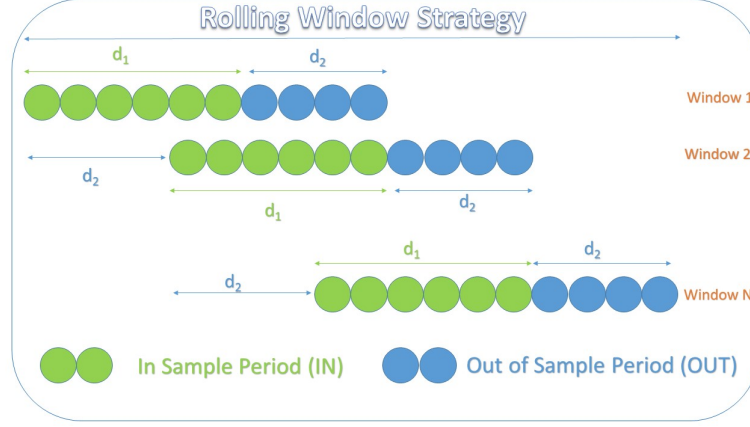 Rolling Window Strategy
d₁ d₂
Window 1
Window 2
d₂
d₁
d₂
d₁ d₂
d₂
Window N
In Sample Period (IN) Out of Sample Period (OUT)